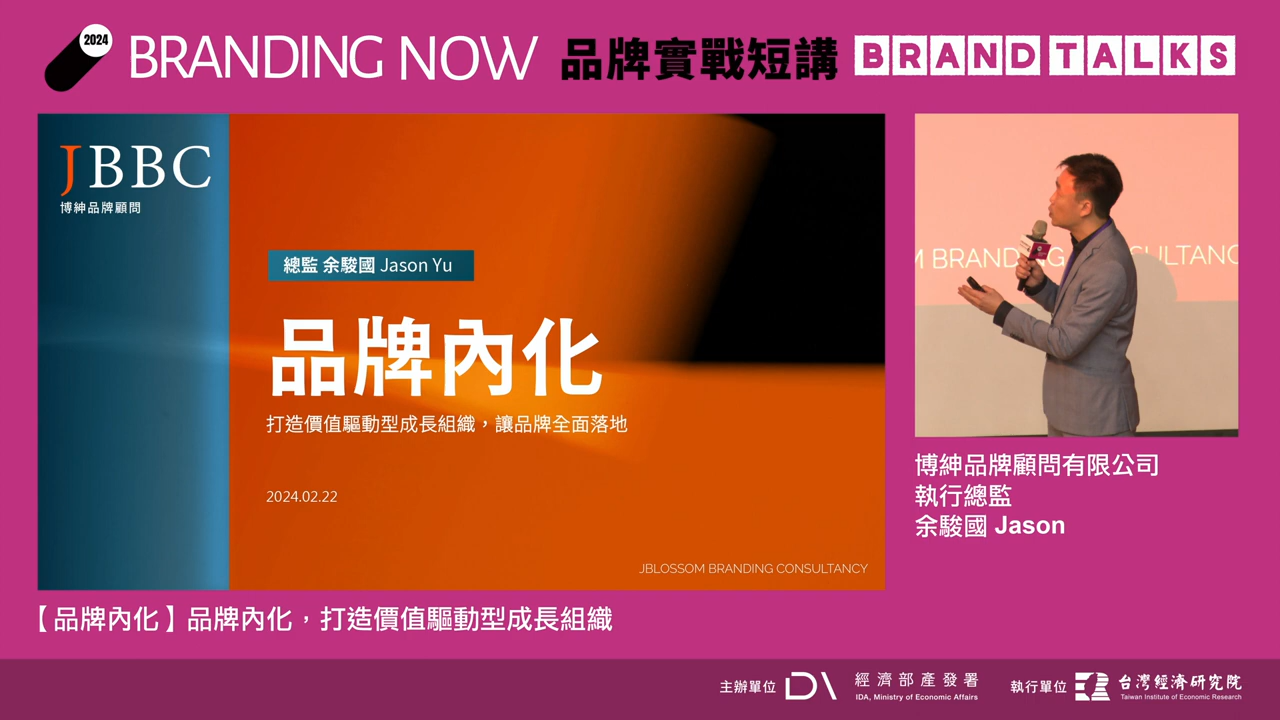 2024
BRANDING NOW 品牌實戰短講 BRAND TALKS
JBBC
博紳品牌顧問
總監 余駿國 Jason Yu
品牌內化
打造價值驅動型成長組織，讓品牌全面落地
2024.02.22
JBLOSSOM BRANDING CONSULTANCY
M BRANDING CONSULTANC
博紳品牌顧問有限公司
執行總監
余駿國 Jason
【品牌內化】品牌內化，打造價值驅動型成長組織
主辦單位 IDA 經濟部產發署
IDA, Ministry of Economic Affairs
執行單位 台灣經濟研究院
Taiwan Institute of Economic Research